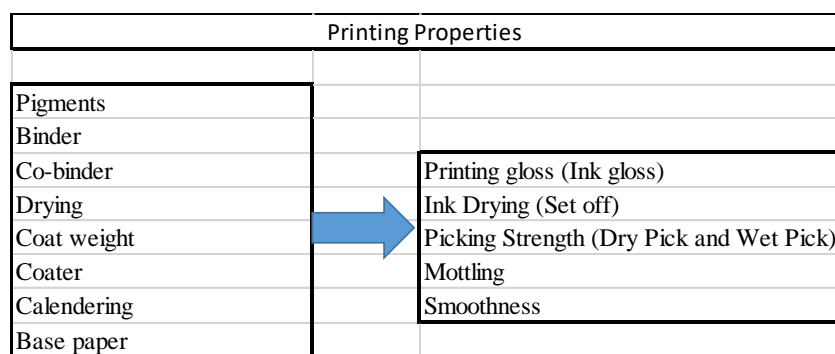 Printing Properties
Pigments
Binder
Co-binder
Printing gloss (Ink gloss)
Drying
Ink Drying (Set off)
Coat weight
Picking Strength (Dry Pick and Wet Pick)
Coater
Mottling
Calendering
Smoothness
Base paper